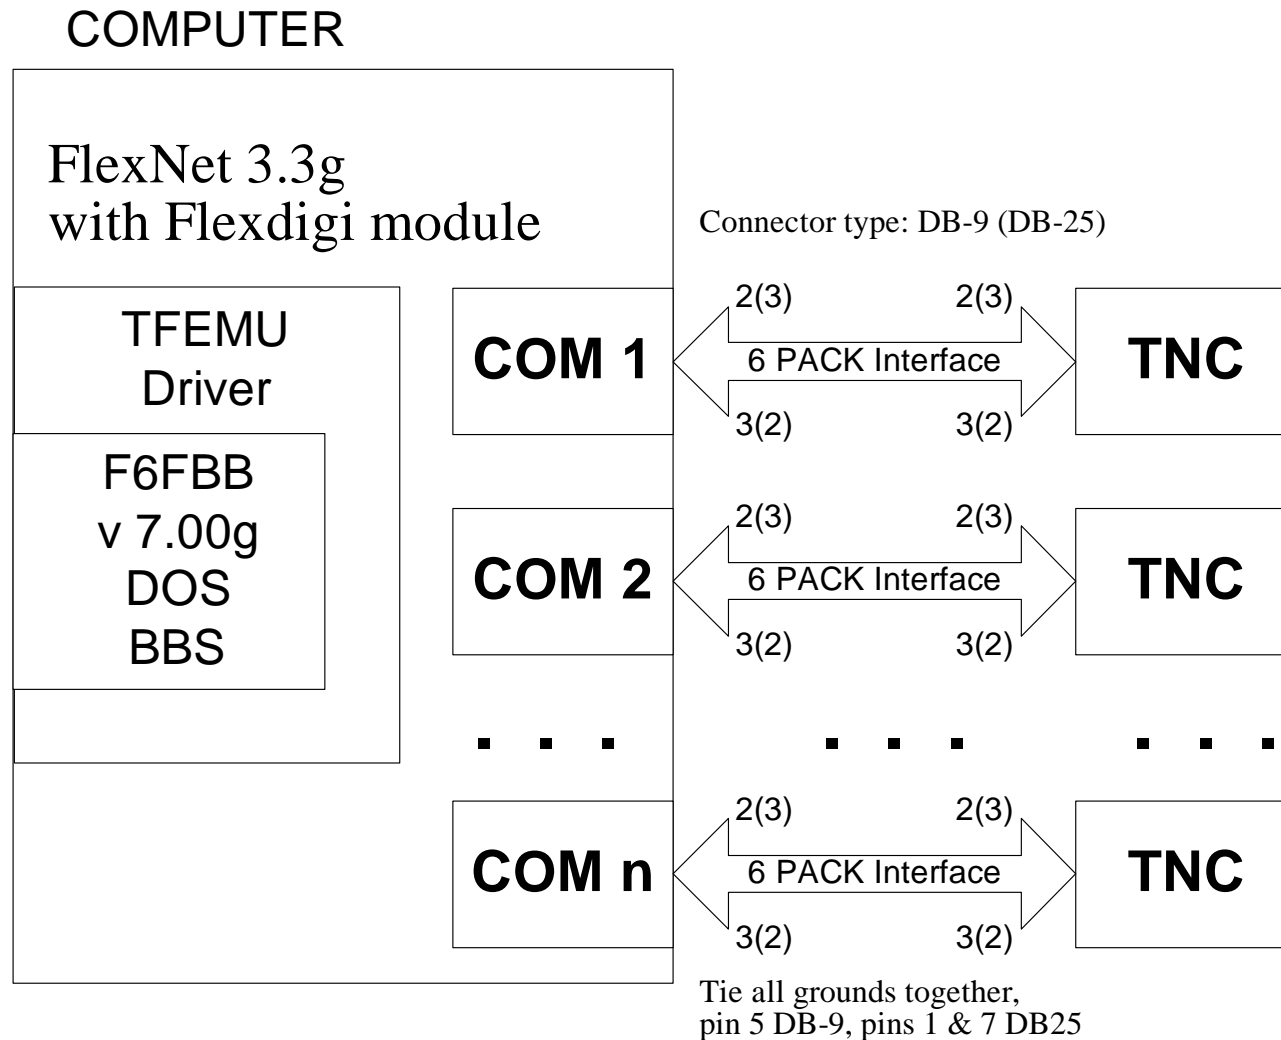 COMPUTER
FlexNet 3.3g
with Flexdigi module
Connector type: DB-9 (DB-25)
TFEMU
Driver
F6FBB
v 7.00g
DOS
BBS
COM 1
2(3) 2(3)
6 PACK Interface
3(2) 3(2)
TNC
COM 2
2(3) 2(3)
6 PACK Interface
3(2) 3(2)
TNC
. . . . . . . . .
COM n
2(3) 2(3)
6 PACK Interface
3(2) 3(2)
TNC
Tie all grounds together,
pin 5 DB-9, pins 1 & 7 DB25